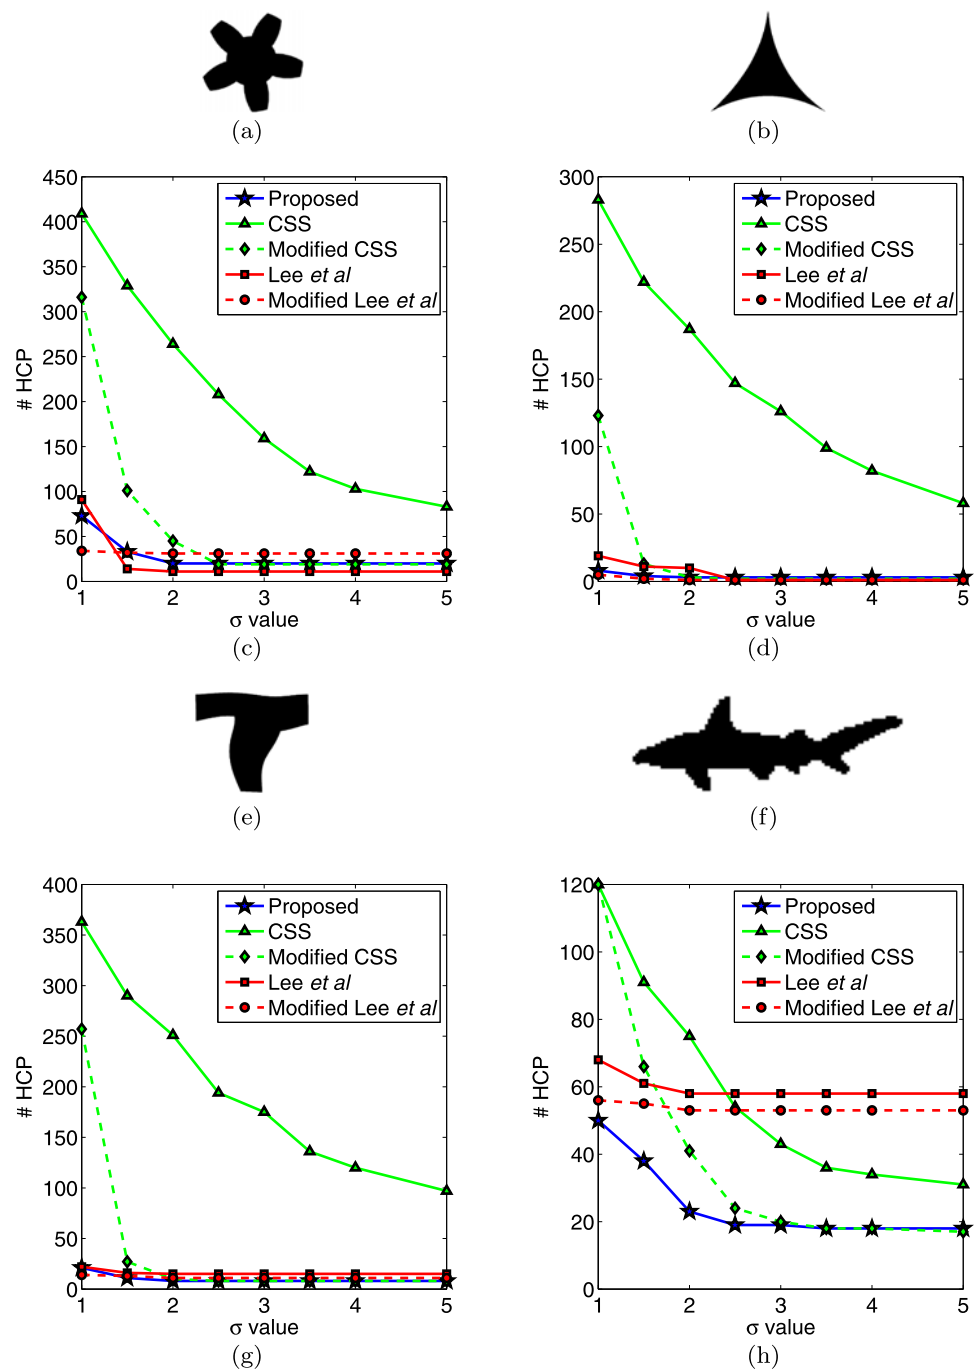 (a)
(b)
450
400
350
300
250
200
150
100
50
0
# HCP
1
2
3
4
5
σ value
Proposed
CSS
Modified CSS
Lee et al
Modified Lee et al
(c)
300
250
200
150
100
50
0
# HCP
1
2
3
4
5
σ value
Proposed
CSS
Modified CSS
Lee et al
Modified Lee et al
(d)
(e)
(f)
400
350
300
250
200
150
100
50
0
# HCP
1
2
3
4
5
σ value
Proposed
CSS
Modified CSS
Lee et al
Modified Lee et al
(g)
120
100
80
60
40
20
0
# HCP
1
2
3
4
5
σ value
Proposed
CSS
Modified CSS
Lee et al
Modified Lee et al
(h)